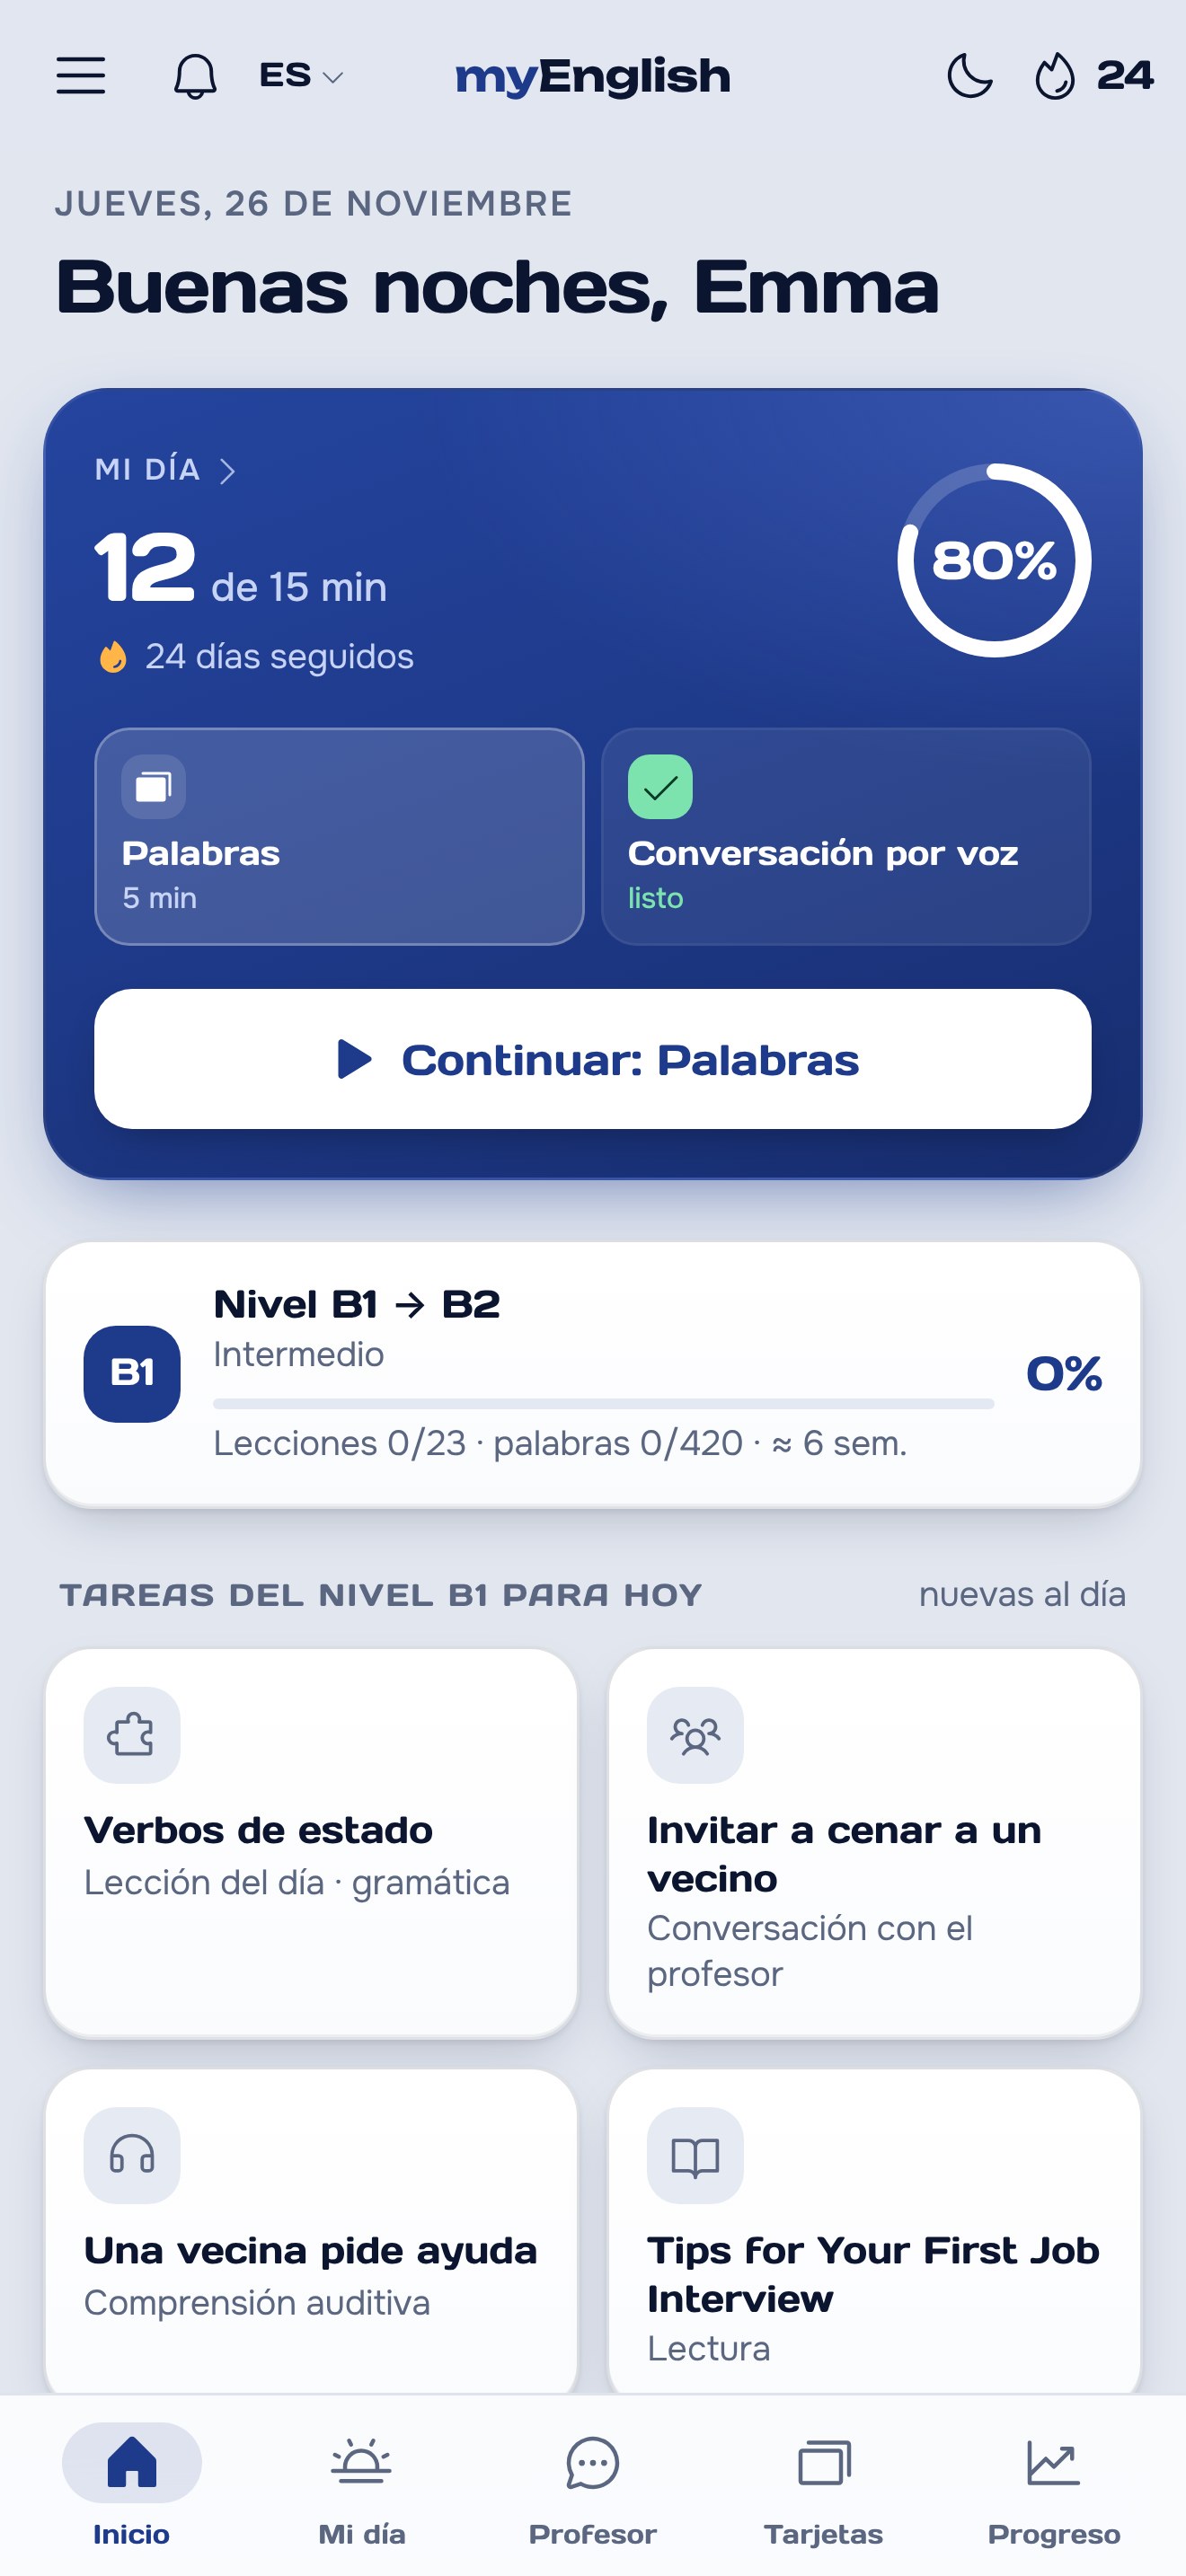 ES
myEnglish
24
JUEVES, 26 DE NOVIEMBRE
Buenas noches, Emma
MI DÍA
12 de 15 min
80%
24 días seguidos
Palabras
5 min
Conversación por voz
listo
Continuar: Palabras
B1
Nivel B1 → B2
Intermedio
0%
Lecciones 0/23 · palabras 0/420 · ≈ 6 sem.
TAREAS DEL NIVEL B1 PARA HOY
nuevas al día
Verbos de estado
Lección del día · gramática
Invitar a cenar a un
vecino
Conversación con el
profesor
Una vecina pide ayuda
Comprensión auditiva
Tips for Your First Job
Interview
Lectura
Inicio
Mi día
Profesor
Tarjetas
Progreso